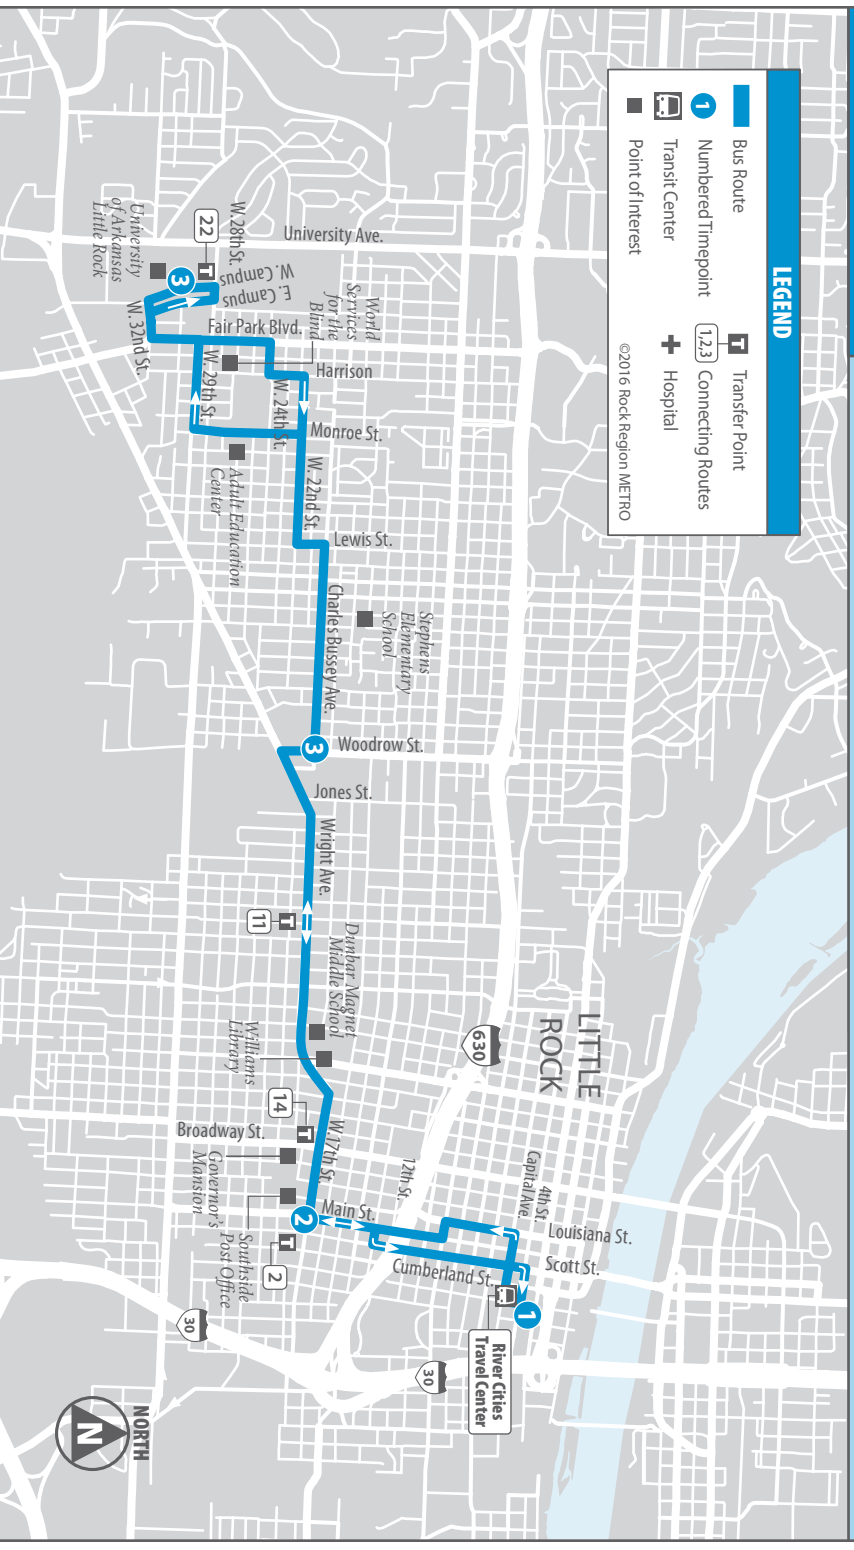 LEGEND
Bus Route
1
Numbered Timepoint
Transit Center
Point of Interest
T
Transfer Point
1,2,3
Connecting Routes
Hospital
©2016 Rock Region METRO
University Ave.
W. 28th St.
22
T
W. Campus
E. Campus
3
University
of Arkansas
Little Rock
W. 32nd St.
Fair Park Blvd.
World
Services
for the
Blind
Harrison
W. 29th St.
W. 24th St.
Monroe St.
Adult Education
Center
W. 22nd St.
Lewis St.
Charles Bussey Ave.
Stephens
Elementary
School
3
Woodrow St.
Jones St.
Wright Ave.
11
T
Dunbar Magnet
Middle School
Williams
Library
LITTLE
ROCK
630
14
T
Broadway St.
W. 17th St.
Governor's
Mansion
Southside
Post Office
2
T
2
Main St.
12th St.
Capital Ave.
4th St.
Louisiana St.
Scott St.
Cumberland St.
1
River Cities
Travel Center
30
30
NORTH
N